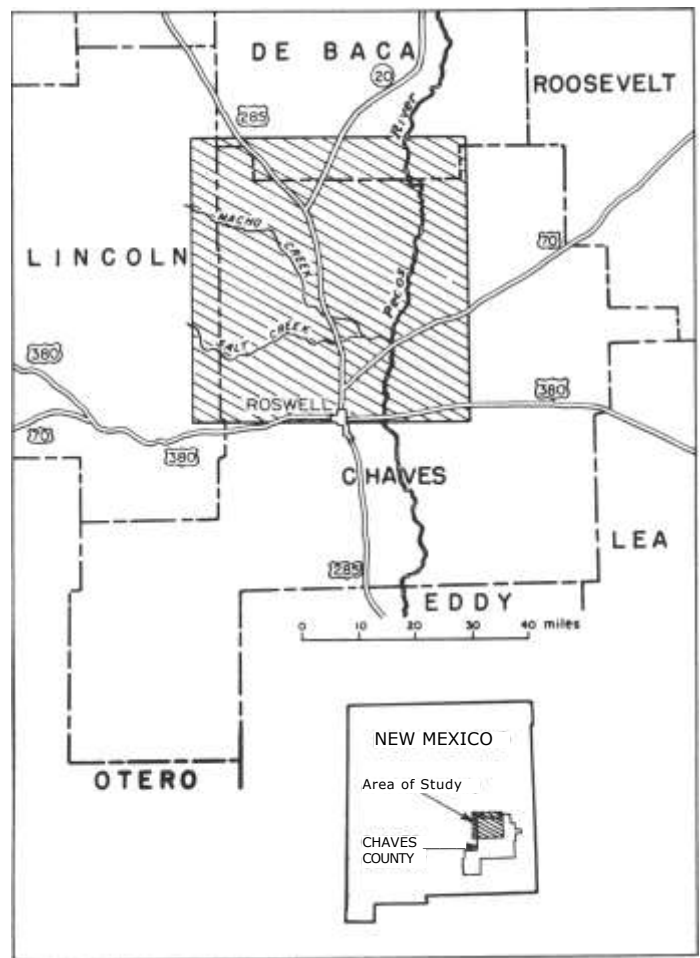 DE BACA
20
ROOSEVELT
285
River
MACHO
CREEK
LINCOLN
70
Pecos
SALT CREEK
380
ROSWELL
380
70
380
CHAVES
LEA
285
EDDY
0 10 20 30 40 miles
NEW MEXICO
OTERO
Area of Study
CHAVES
COUNTY